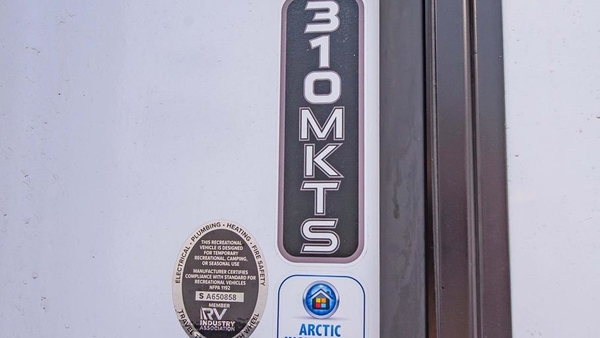 310MKTS
ELECTRICAL - PLUMBING - HEATING - FIRE SAFETY
THIS RECREATIONAL
VEHICLE IS DESIGNED
FOR TEMPORARY
RECREATIONAL, CAMPING,
OR SEASONAL USE
MANUFACTURER CERTIFIES
COMPLIANCE WITH STANDARD FOR
RECREATIONAL VEHICLES
NFPA 1192
S A650858
MEMBER
RV
INDUSTRY
ASSOCIATION
ARCTIC